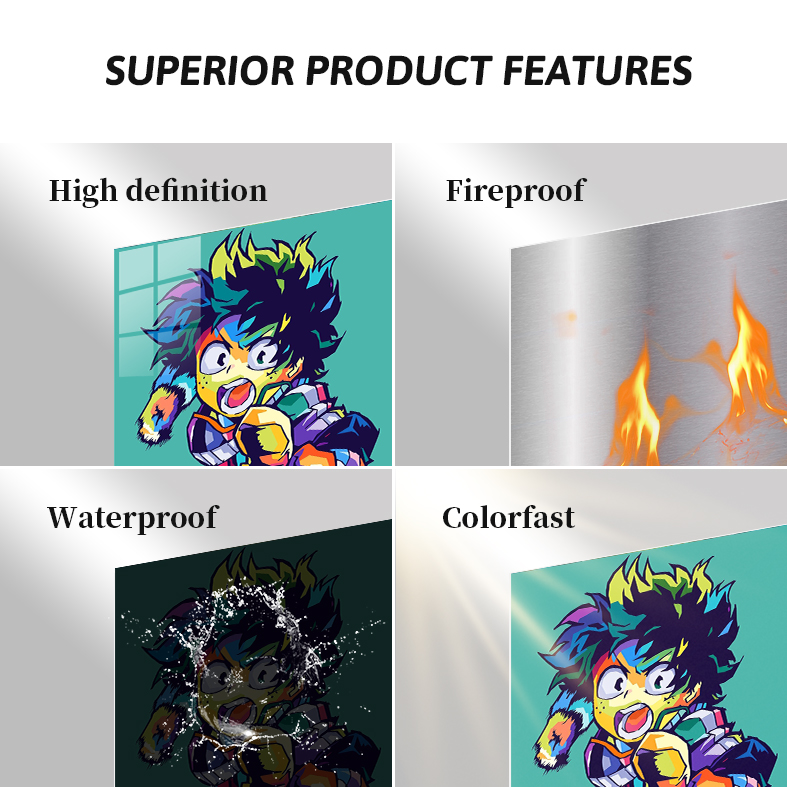 SUPERIOR PRODUCT FEATURES
High definition
Fireproof
Waterproof
Colorfast